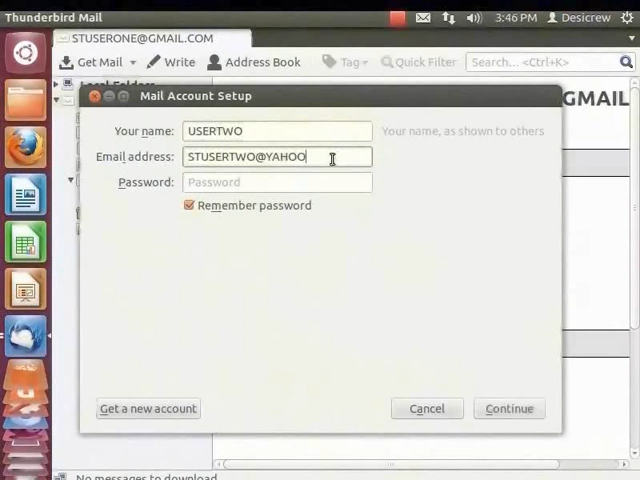 Thunderbird Mail
3:46 PM
Desicrew
STUSERONE@GMAIL.COM
Get Mail
Write
Address Book
Tag
Quick Filter
Search... <Ctrl+K>
Local Folders
Mail Account Setup
GMAIL
Your name:
USERTWO
Your name, as shown to others
Email address:
STUSERTWO@YAHOO
Password:
Password
Remember password
Get a new account
Cancel
Continue
No messages to download